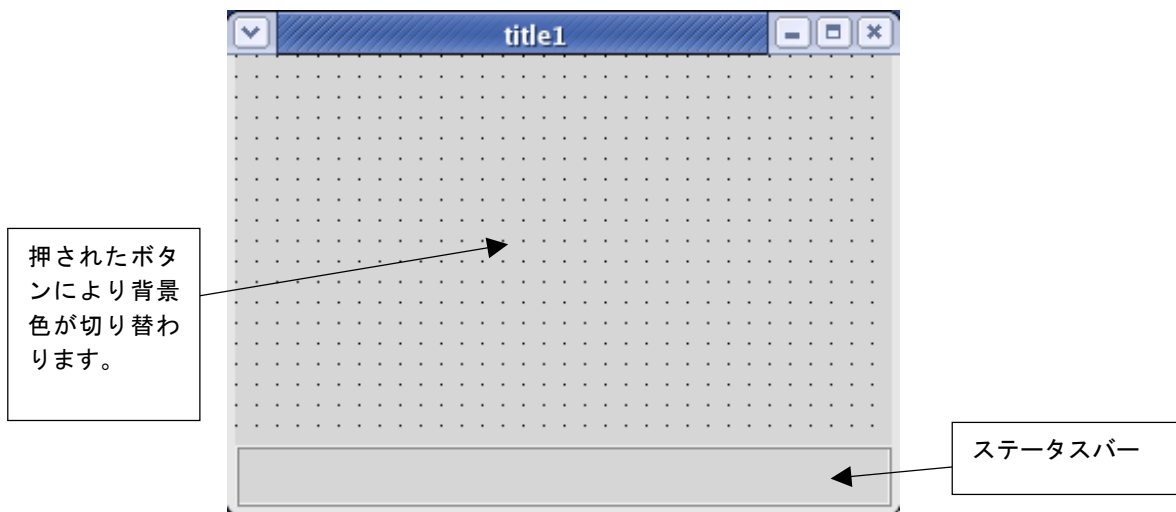 title1
押されたボタ
ンにより背景
色が切り替わ
ります。
ステータスバー